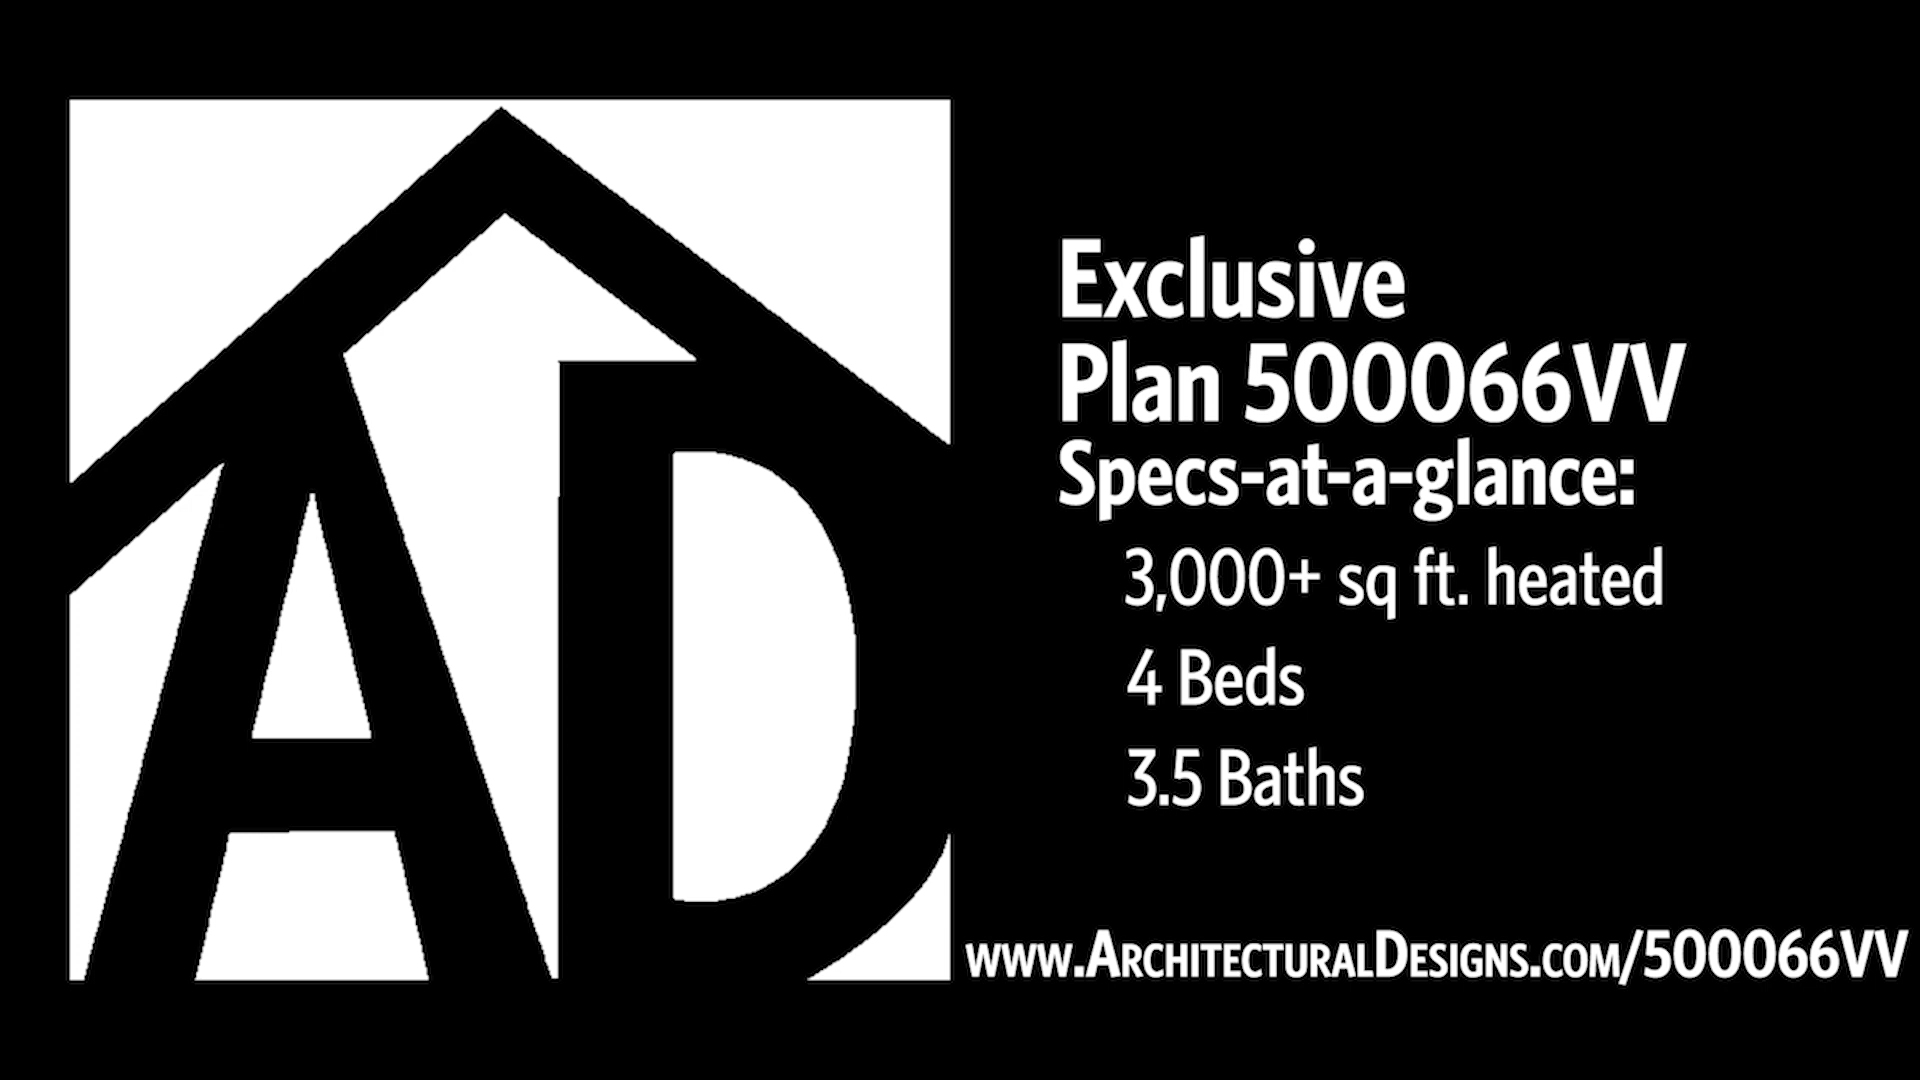 AD
Exclusive
Plan 500066VV
Specs-at-a-glance:
3,000+ sq ft. heated
4 Beds
3.5 Baths
www.ArchitecturalDesigns.com/500066VV